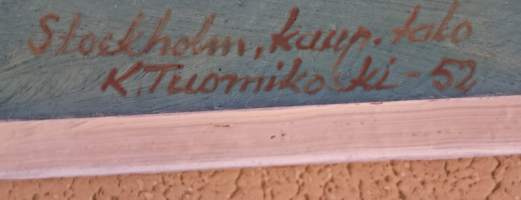 Stockholm, kaup. talo
K. Tuomikoski - 52